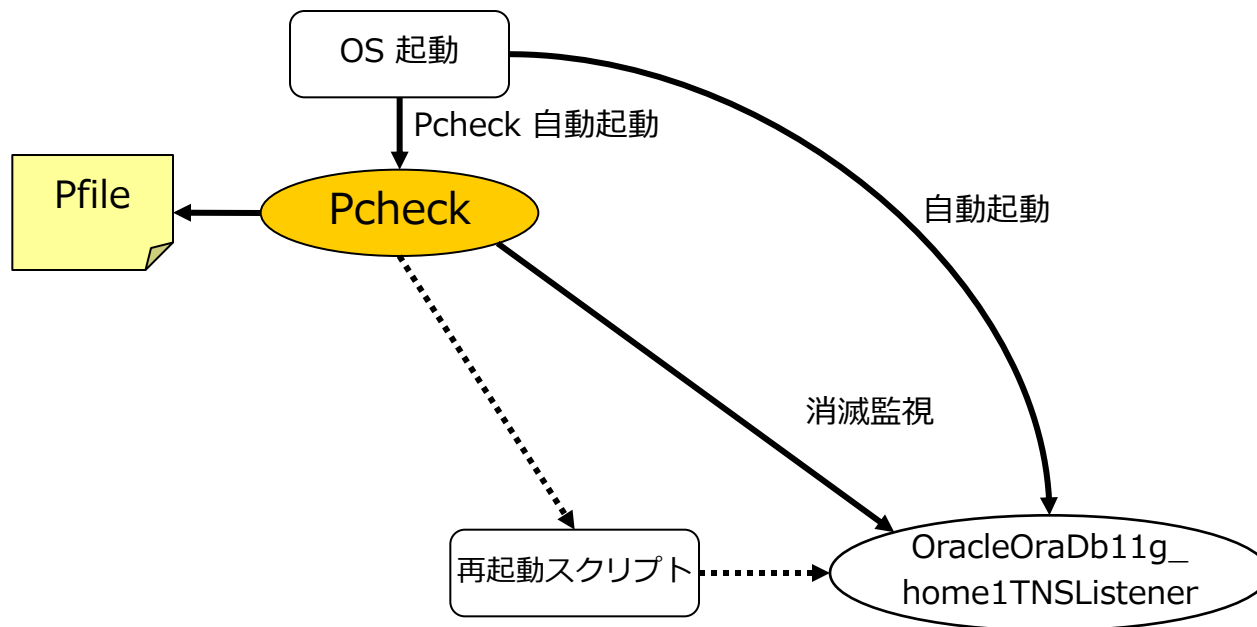 OS 起動
Pcheck 自動起動
Pfile
Pcheck
自動起動
消滅監視
再起動スクリプト
OracleOraDb11g_
home1TNSListener